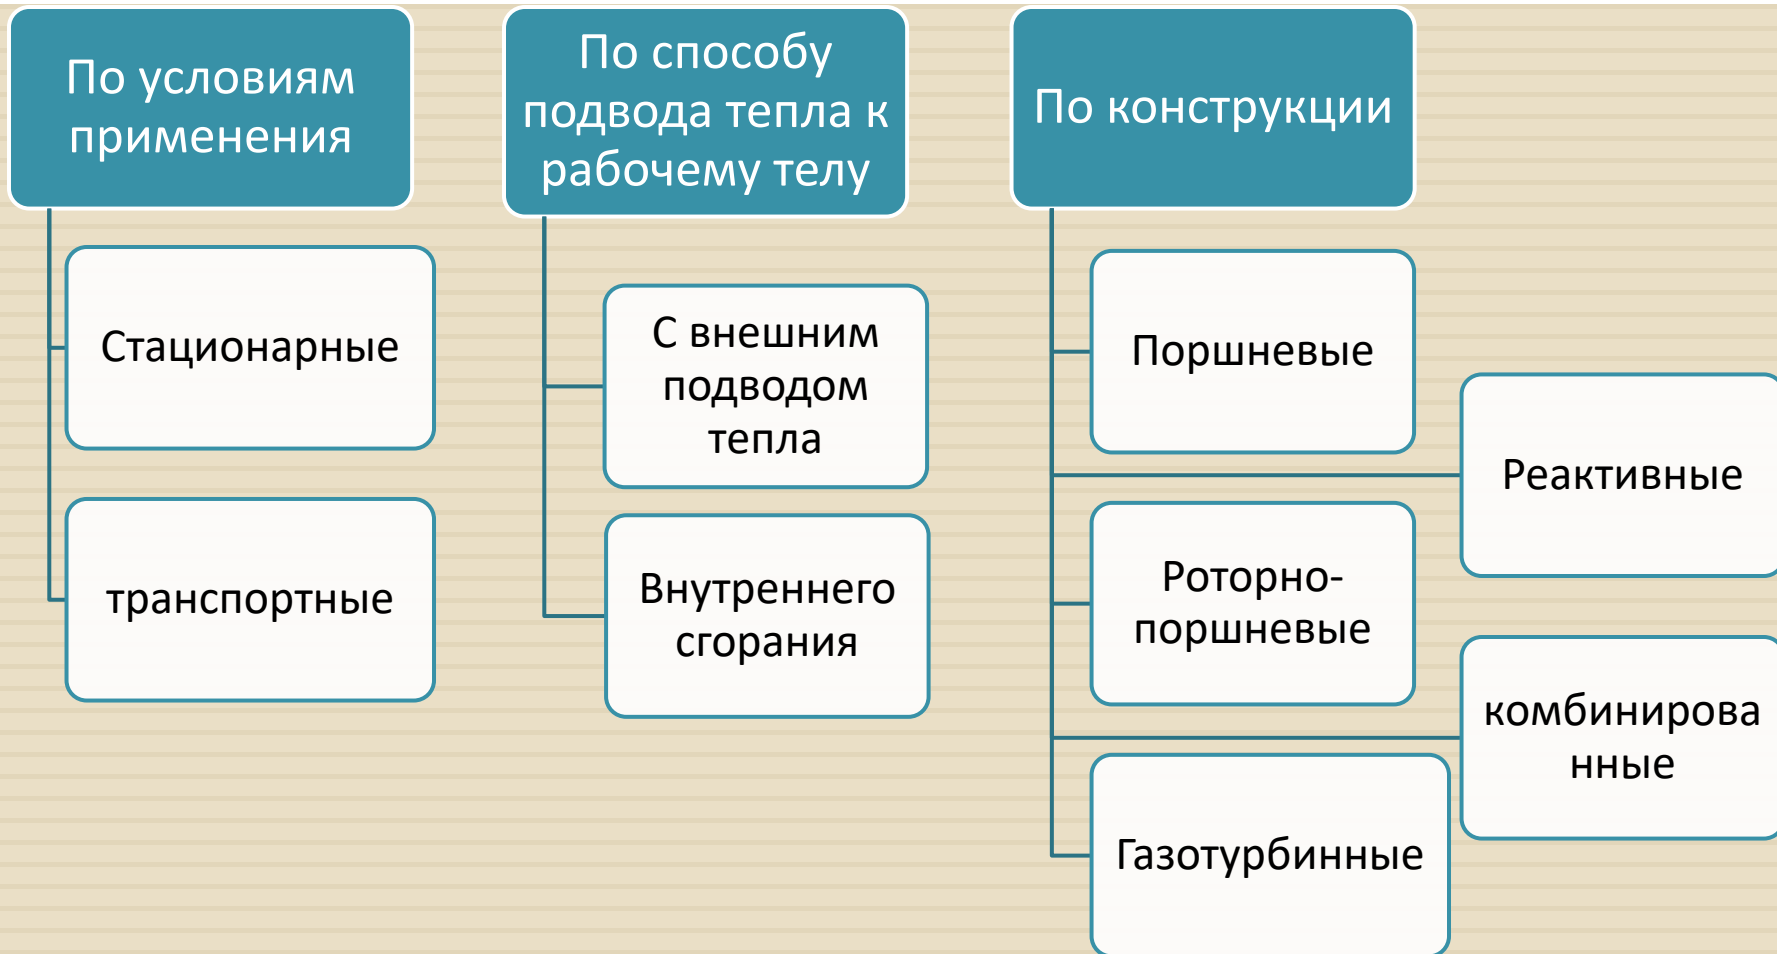 По условиям
применения
Стационарные
транспортные
По способу
подвода тепла к
рабочему телу
С внешним
подводом
тепла
Внутреннего
сгорания
По конструкции
Поршневые
Реактивные
Роторно-
поршневые
комбинирова
нные
Газотурбинные